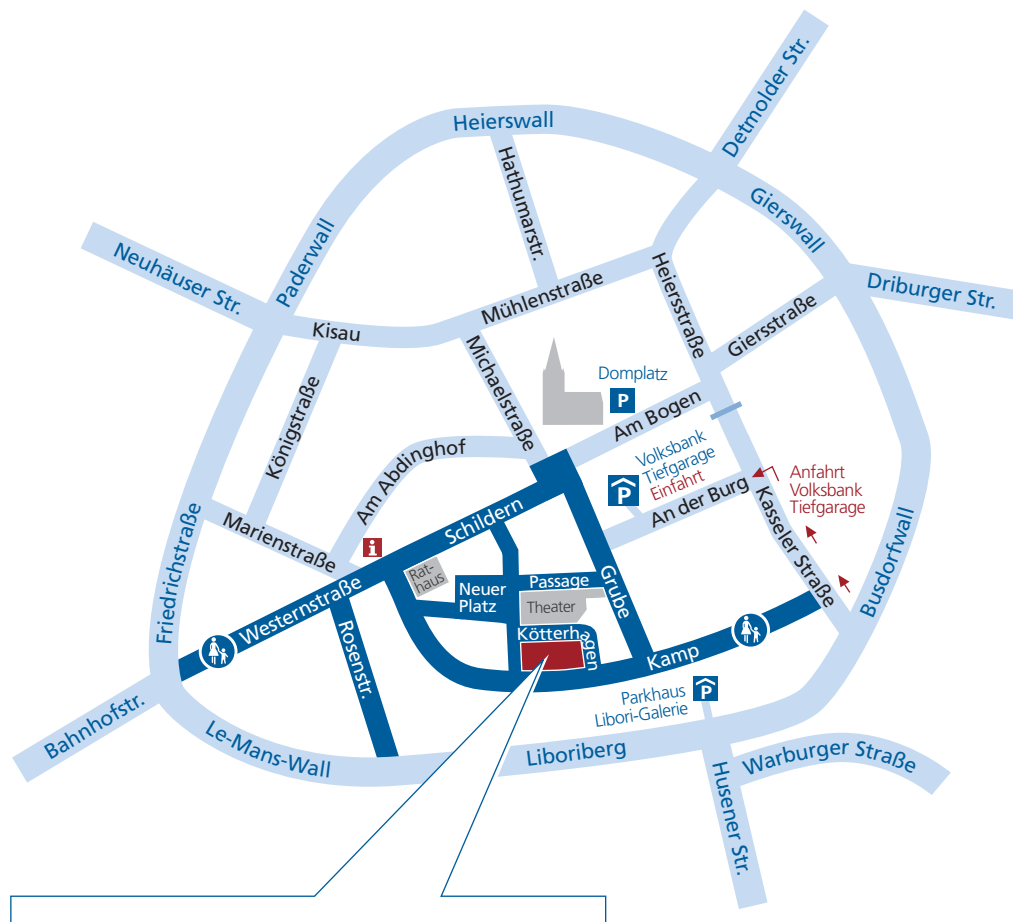 Detmolder Str.
Heierswall
Hathumarstr.
Gierswall
Paderwall
Neuhäuser Str.
Heiersstraße
Driburger Str.
Mühlenstraße
Kisau
Giersstraße
Michaelstraße
Domplatz
P
Königstraße
Am Bogen
Am Abdinghof
Volksbank
Tiefgarage
Einfahrt
P
An der Burg
Anfahrt
Volksbank
Tiefgarage
Kasseler Straße
Busdorfwall
Schildern
Marienstraße
i
Friedrichstraße
Rat-
haus
Neuer
Platz
Passage
Theater
Grube
Westernstraße
Rosenstr.
Kötterhagen
Kamp
Parkhaus
Libori-Galerie
P
Bahnhofstr.
Le-Mans-Wall
Liboriberg
Warburger Straße
Husener Str.